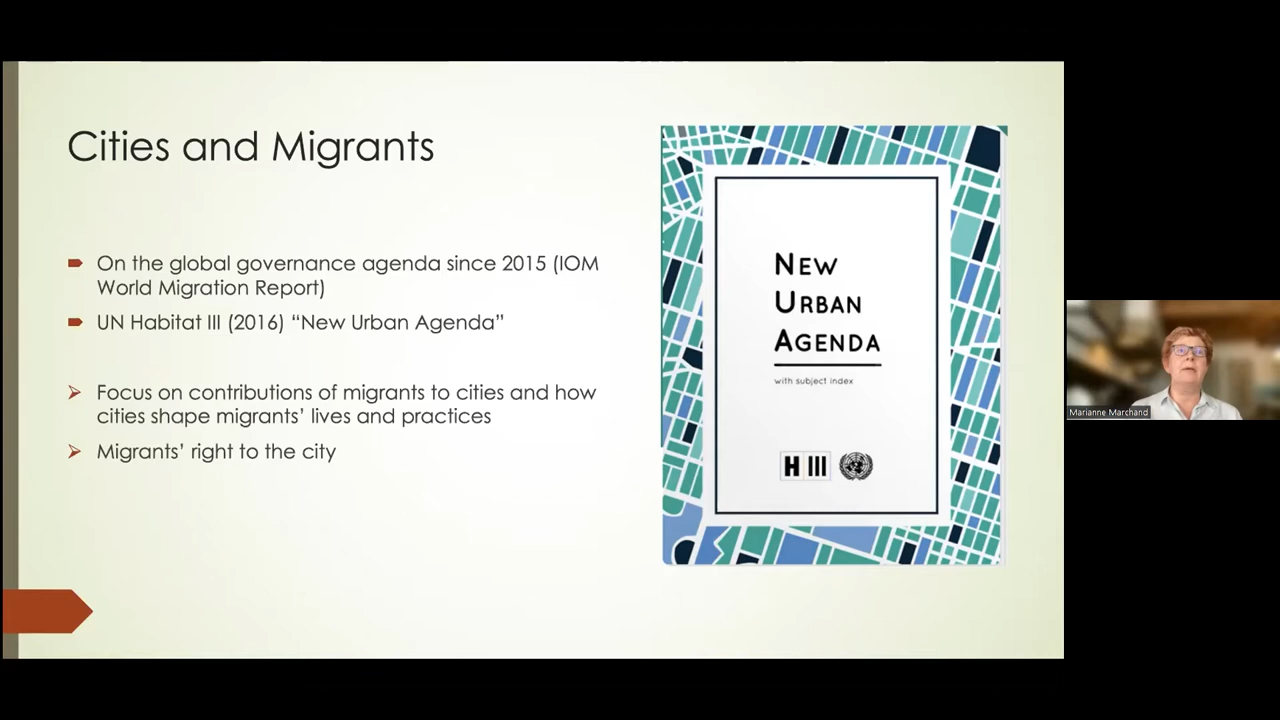 Cities and Migrants
On the global governance agenda since 2015 (IOM
World Migration Report)
UN Habitat III (2016) “New Urban Agenda”
Focus on contributions of migrants to cities and how
cities shape migrants’ lives and practices
Migrants’ right to the city
NEW
URBAN
AGENDA
with subject index
H III
Marianne Marchand